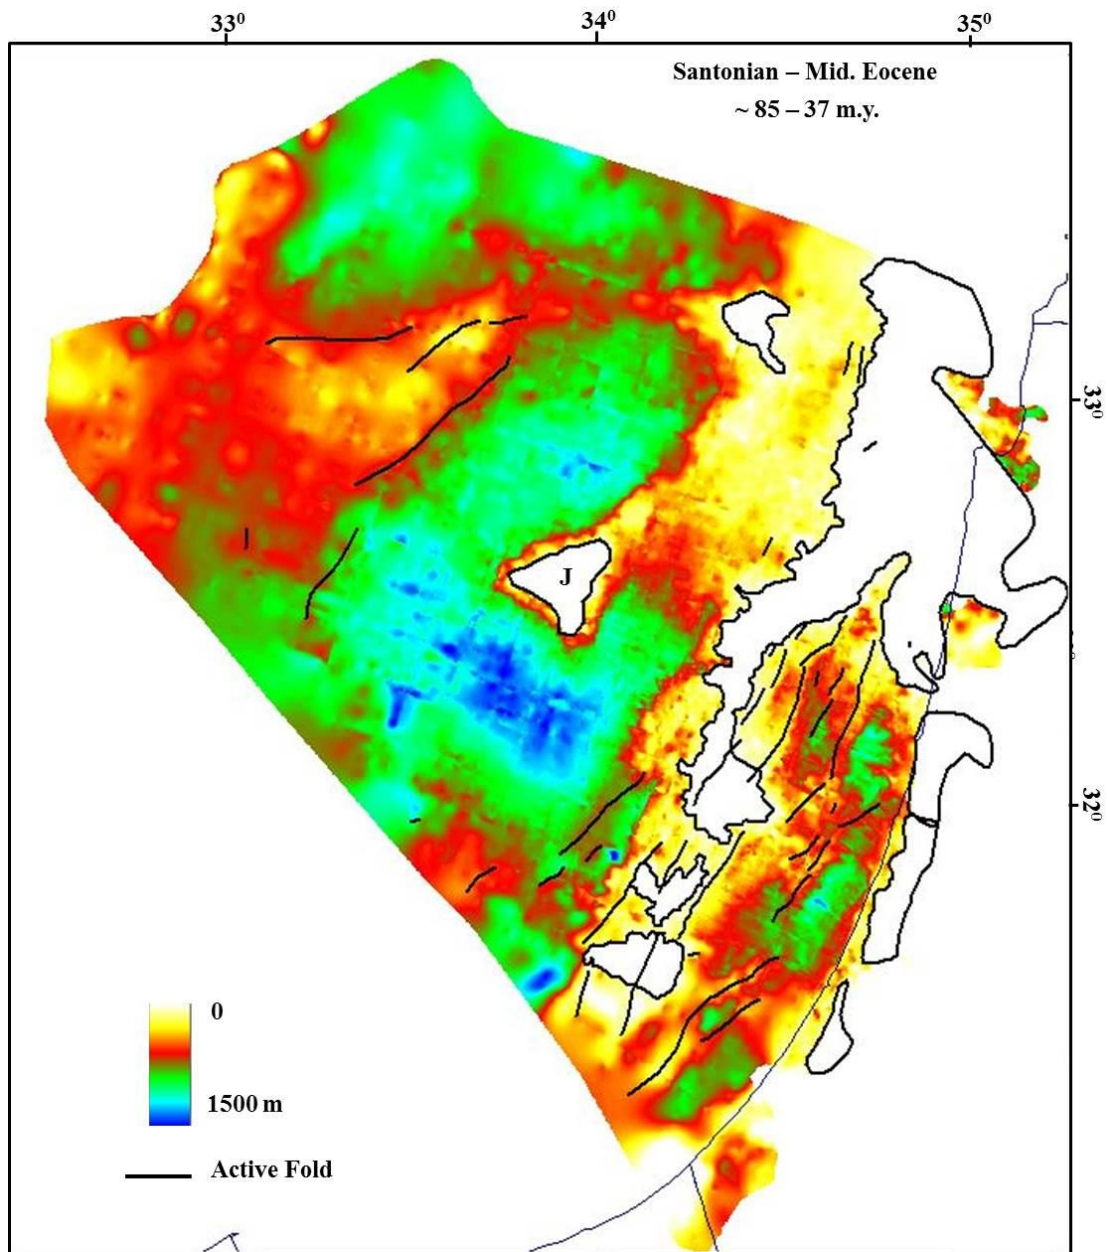 33⁰ 34⁰ 35⁰
Santonian – Mid. Eocene
~ 85 – 37 m.y.
33⁰
J
32⁰
0
1500 m
Active Fold